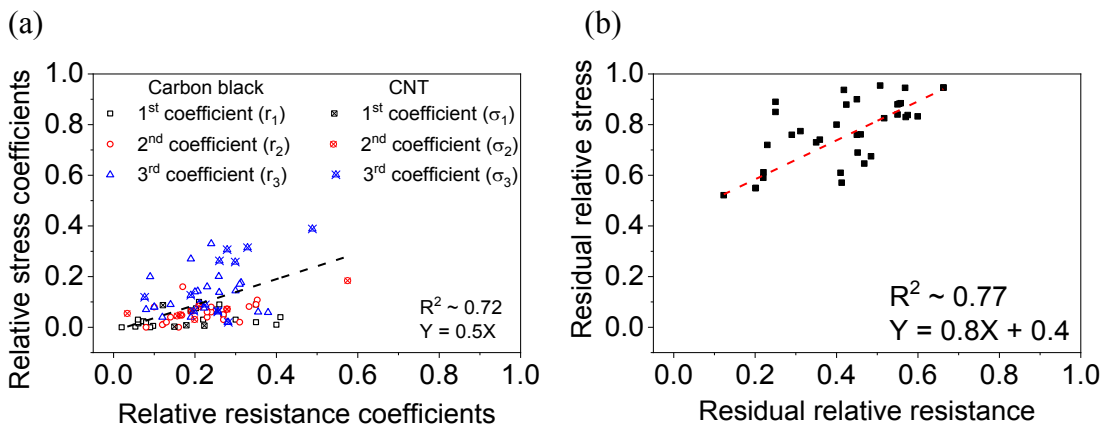 (a)
Relative stress coefficients
1.0
0.8
0.6
0.4
0.2
0.0
Carbon black
CNT
1st coefficient (r1)
1st coefficient (σ1)
2nd coefficient (r2)
2nd coefficient (σ2)
3rd coefficient (r3)
3rd coefficient (σ3)
R2 ~ 0.72
Y = 0.5X
0.0 0.2 0.4 0.6 0.8 1.0
Relative resistance coefficients
(b)
Residual relative stress
1.0
0.8
0.6
0.4
0.2
0.0
R2 ~ 0.77
Y = 0.8X + 0.4
0.0 0.2 0.4 0.6 0.8 1.0
Residual relative resistance